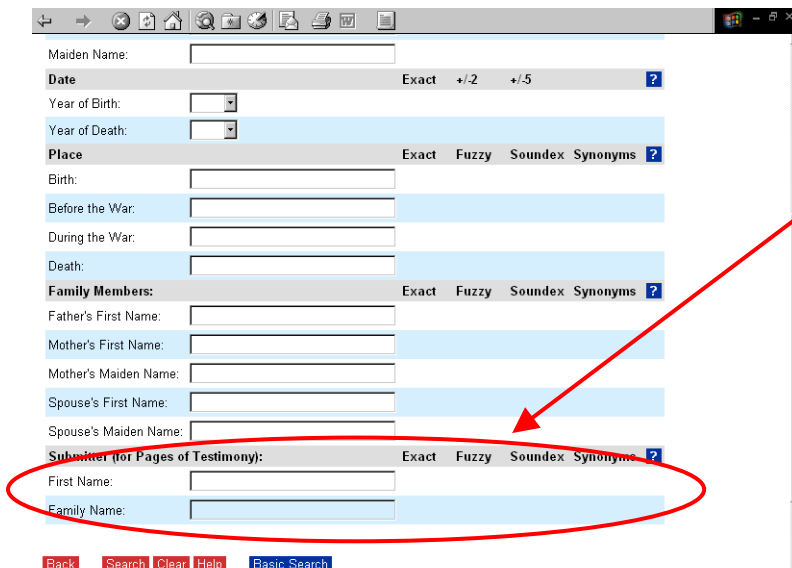 Maiden Name:
Date Exact +/-2 +/-5 ?
Year of Birth:
Year of Death:
Place Exact Fuzzy Soundex Synonyms ?
Birth:
Before the War:
During the War:
Death:
Family Members: Exact Fuzzy Soundex Synonyms ?
Father's First Name:
Mother's First Name:
Mother's Maiden Name:
Spouse's First Name:
Spouse's Maiden Name:
Submitter (for Pages of Testimony): Exact Fuzzy Soundex Synonyms ?
First Name:
Family Name:
Back Search Clear Help Basic Search